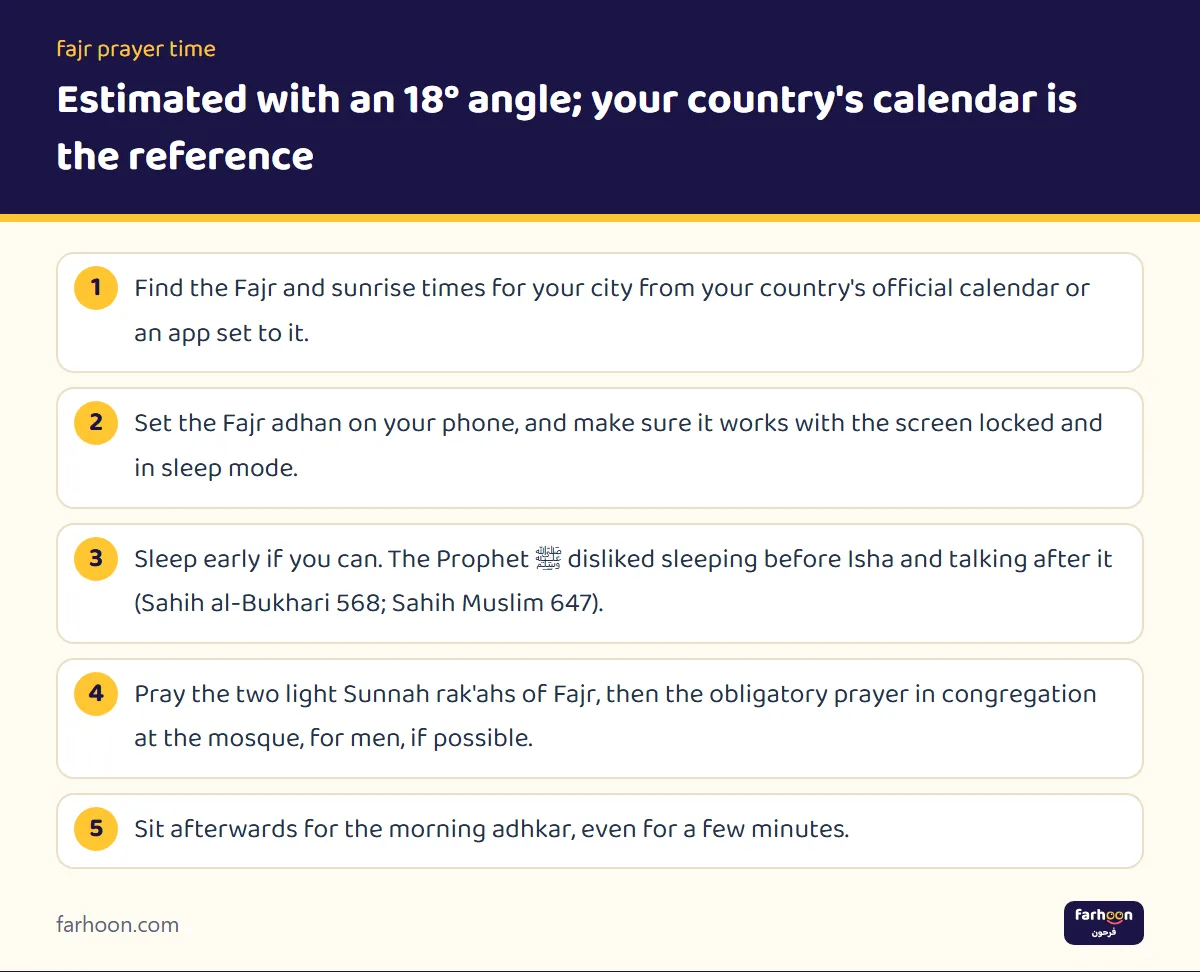 fajr prayer time
Estimated with an 18° angle; your country's calendar is
the reference
1
Find the Fajr and sunrise times for your city from your country's official calendar or
an app set to it.
2
Set the Fajr adhan on your phone, and make sure it works with the screen locked and
in sleep mode.
3
Sleep early if you can. The Prophet ﷺ disliked sleeping before Isha and talking after it
(Sahih al-Bukhari 568; Sahih Muslim 647).
4
Pray the two light Sunnah rak'ahs of Fajr, then the obligatory prayer in congregation
at the mosque, for men, if possible.
5
Sit afterwards for the morning adhkar, even for a few minutes.
farhoon.com
farhoon
فرحون